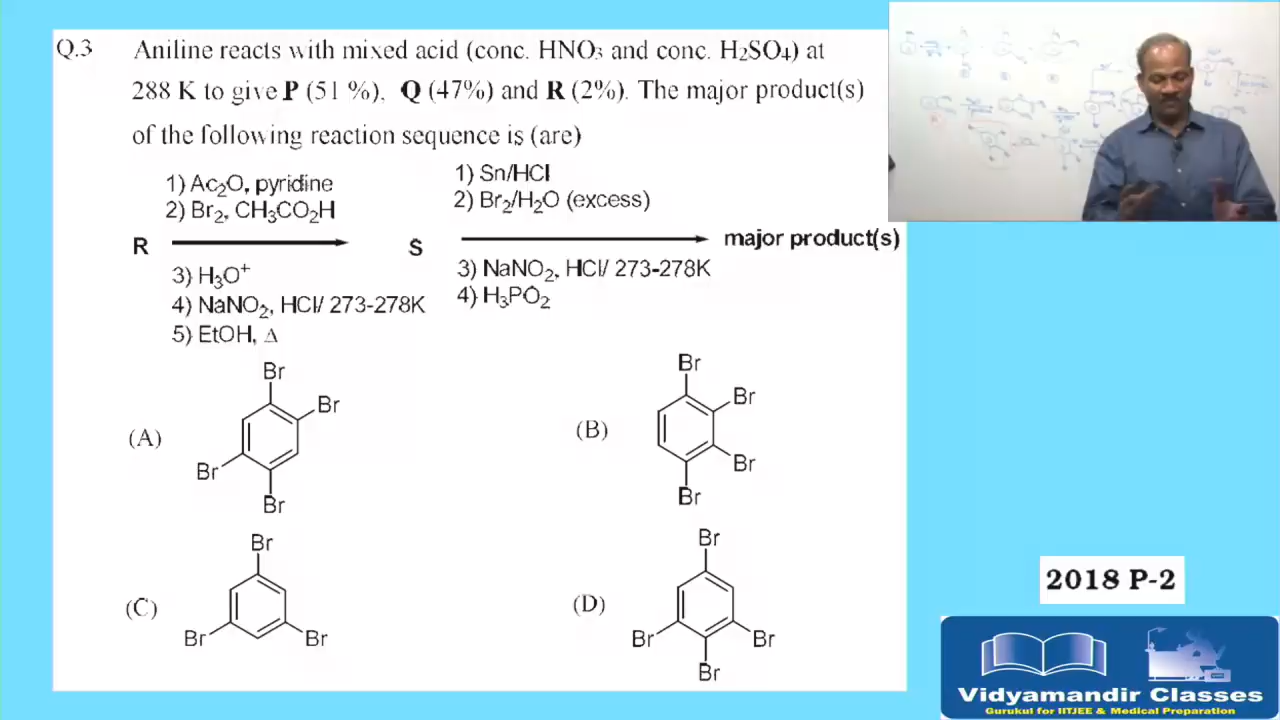 Q.3 Aniline reacts with mixed acid (conc. HNO₃ and conc. H₂SO₄) at
288 K to give P (51 %), Q (47%) and R (2%). The major product(s)
of the following reaction sequence is (are)
1) Ac₂O, pyridine
2) Br₂, CH₃CO₂H
R
3) H₃O⁺
4) NaNO₂, HCl/ 273-278K
5) EtOH, Δ
S
1) Sn/HCl
2) Br₂/H₂O (excess)
3) NaNO₂, HCl/ 273-278K
4) H₃PO₂
major product(s)
(A)
Br
Br
Br
Br
(B)
Br
Br
Br
Br
(C)
Br
Br
Br
(D)
Br
Br
Br
Br
2018 P-2
Vidyamandir Classes
Gurukul for IITJEE & Medical Preparation